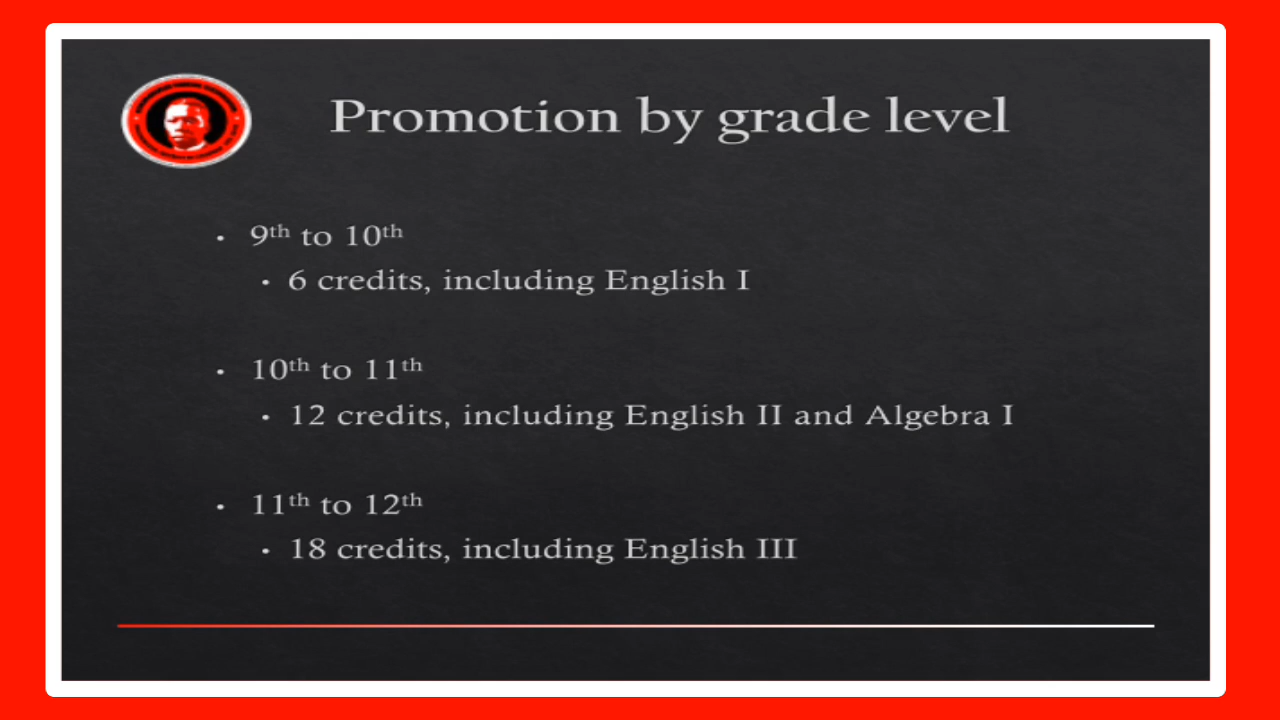 Promotion by grade level
• 9th to 10th
• 6 credits, including English I
• 10th to 11th
• 12 credits, including English II and Algebra I
• 11th to 12th
• 18 credits, including English III